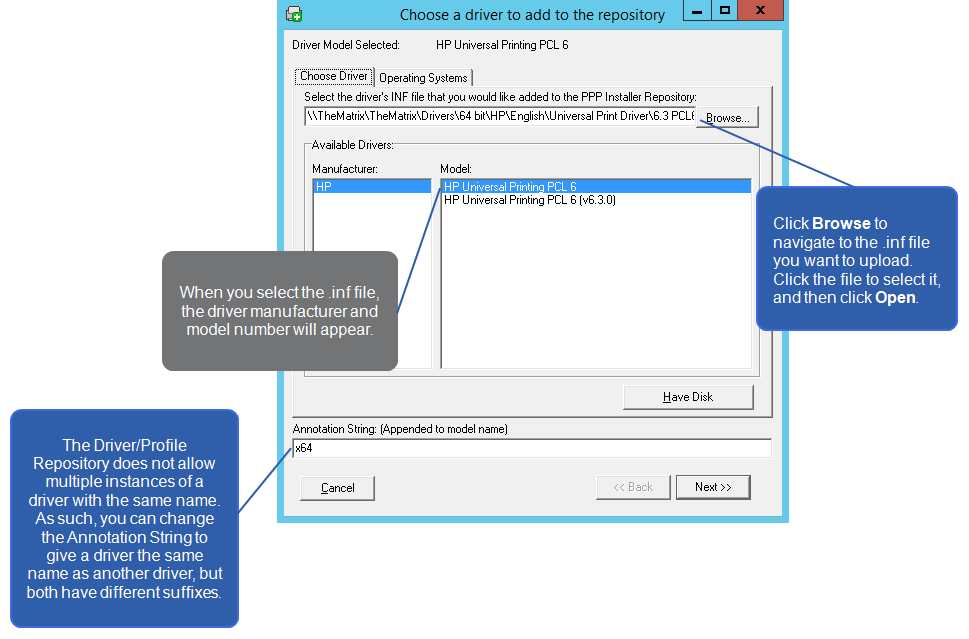 Choose a driver to add to the repository
Driver Model Selected: HP Universal Printing PCL 6
Choose Driver Operating Systems
Select the driver's INF file that you would like added to the PPP Installer Repository:
\\TheMatrix\TheMatrix\Drivers\64 bit\HP\English\Universal Print Driver\6.3 PCL6 Browse...
Available Drivers:
Manufacturer: Model:
HP HP Universal Printing PCL 6
HP Universal Printing PCL 6 (v6.3.0)
Click Browse to
navigate to the .inf file
you want to upload.
Click the file to select it,
and then click Open.
When you select the .inf file,
the driver manufacturer and
model number will appear.
Have Disk
Annotation String: (Appended to model name)
x64
The Driver/Profile
Repository does not allow
multiple instances of a
driver with the same name.
As such, you can change
the Annotation String to
give a driver the same
name as another driver, but
both have different suffixes.
Cancel << Back Next >>